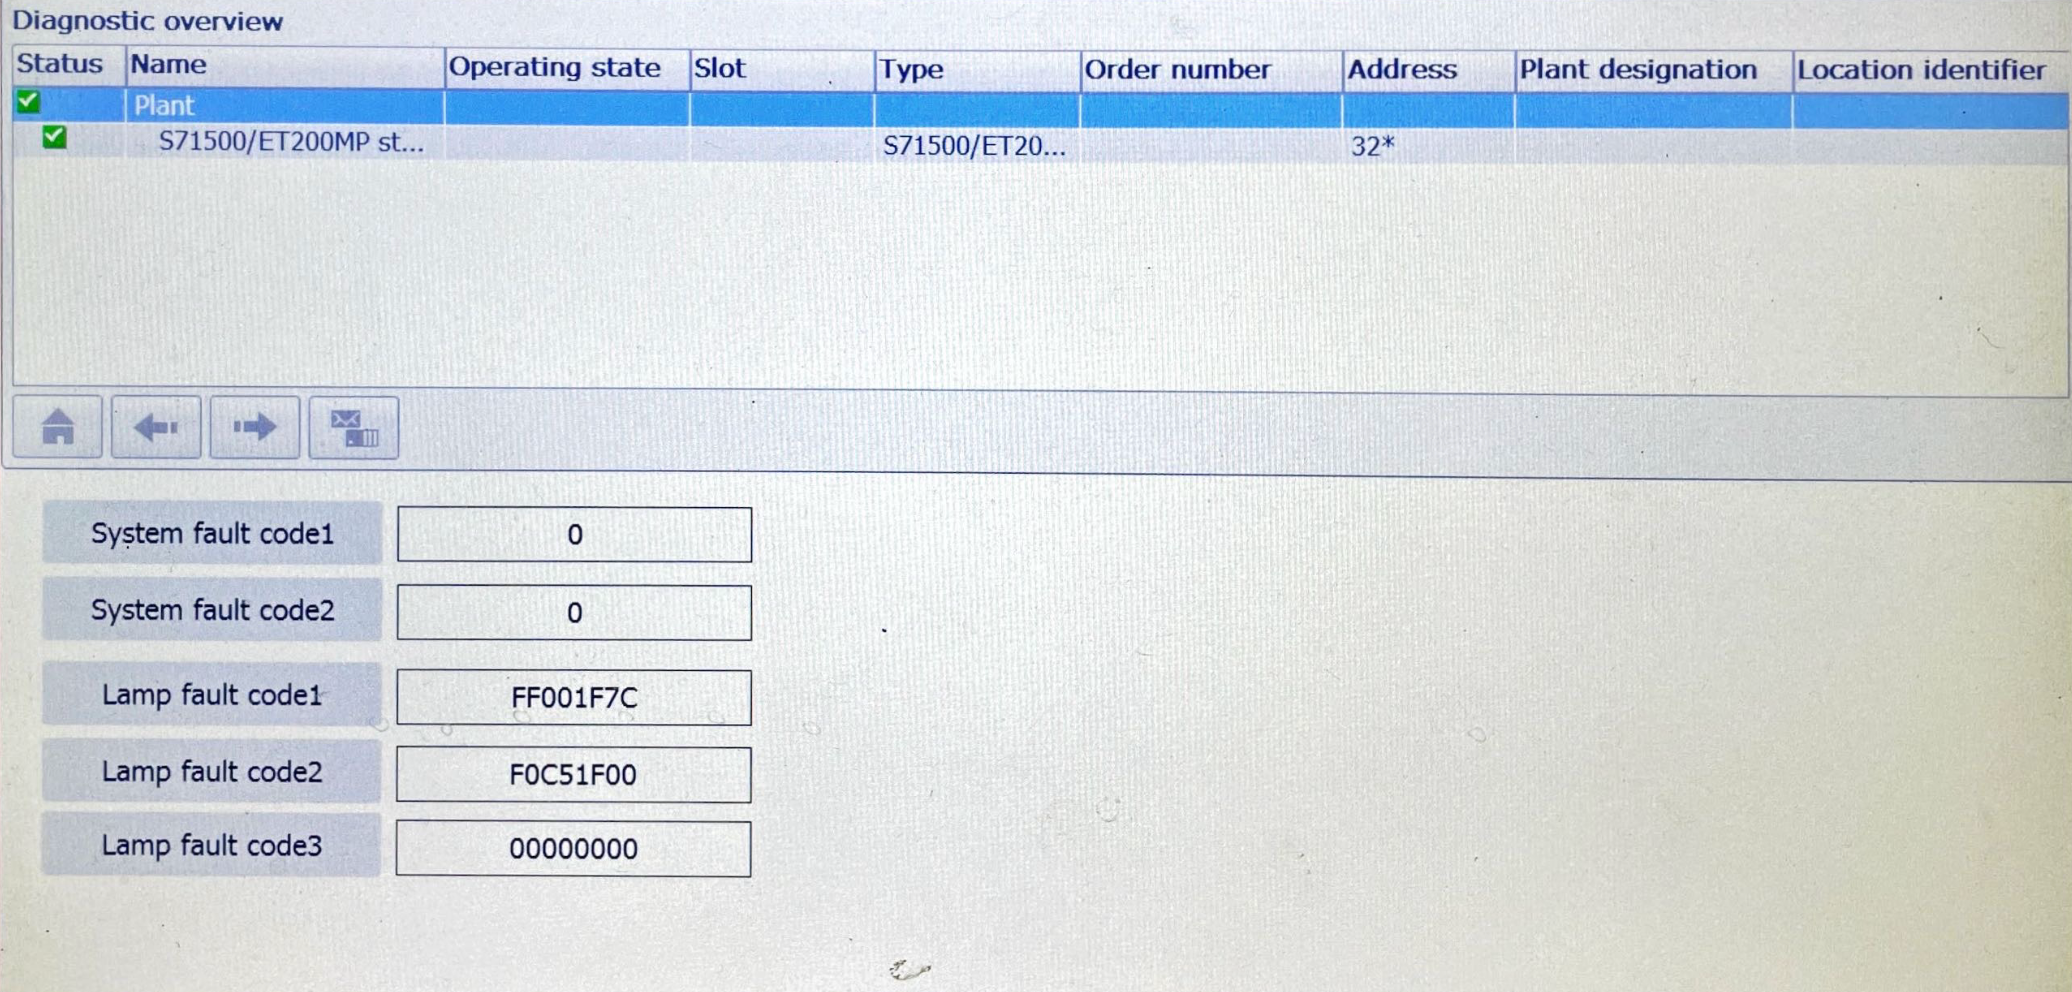 Diagnostic overview
Status Name Operating state Slot Type Order number Address Plant designation Location identifier
Plant
S71500/ET200MP st... S71500/ET20... 32*
System fault code1 0
System fault code2 0
Lamp fault code1 FF001F7C
Lamp fault code2 F0C51F00
Lamp fault code3 00000000